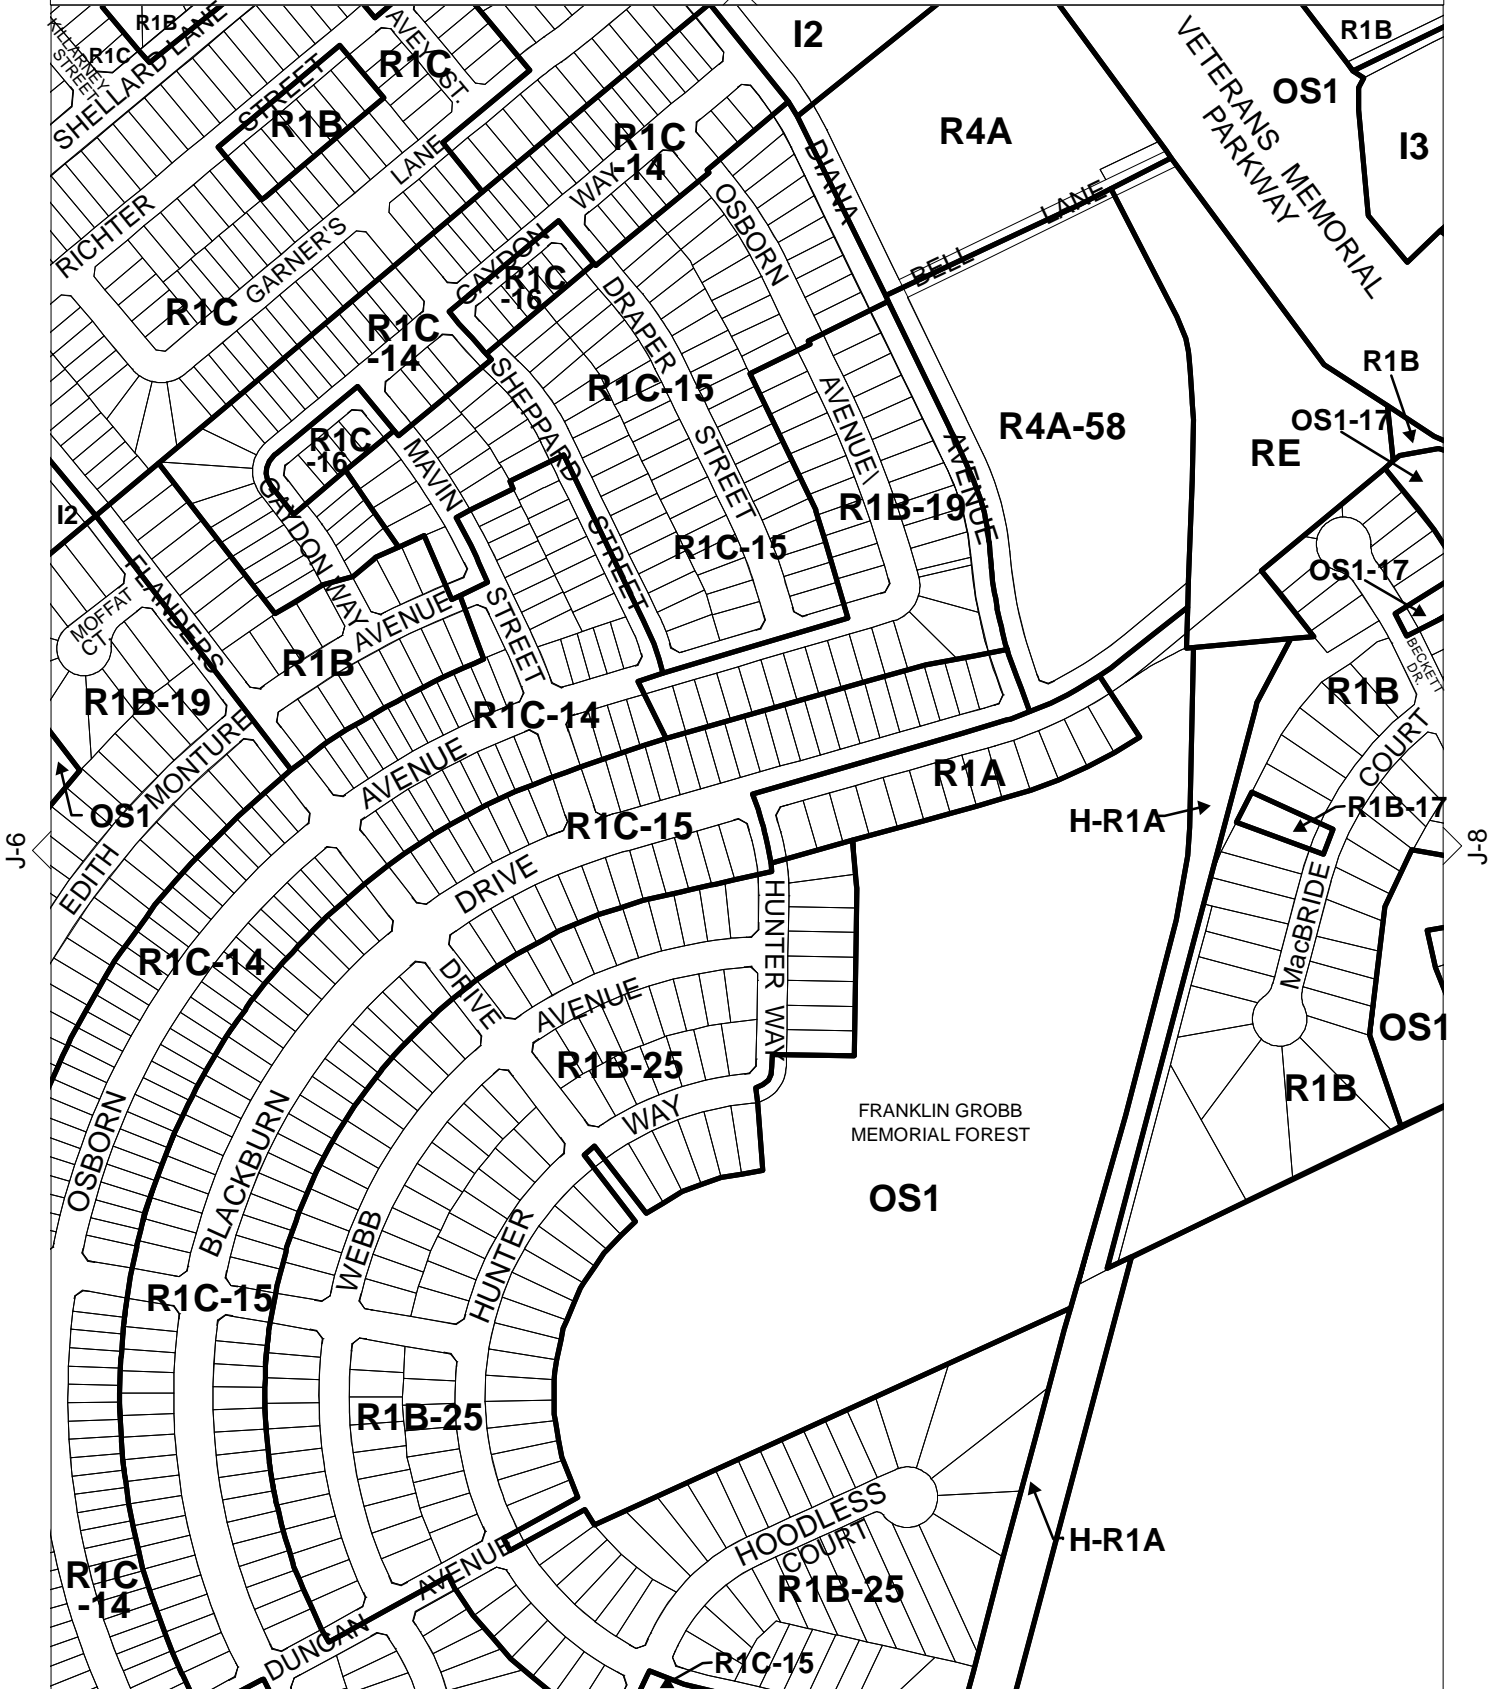 R1B
SHELLARD LANE
R1C
KILLARNEY
STREET
AVEY ST.
R1C
I2
R1B
OS1
VETERANS MEMORIAL
PARKWAY
I3
R4A
RICHTER STREET
R1B
R1C
-14
LANE
GARNER'S
R1C
DIANA
OSBORN
GAYDON WAY
R1C
-16
BELL LANE
DRAPER
R1C
-14
R1C-15
SHEPPARD
AVENUE
R4A-58
R1B
OS1-17
RE
R1C
-16
MAVIN
STREET
AVENUE
R1B-19
I2
GAYDON WAY
STREET
R1C-15
OS1-17
FLANDERS
MOFFAT
CT.
AVENUE
STREET
R1B
BECKETT
DR.
R1B-19
R1B
R1C-14
MONTURE
AVENUE
COURT
R1A
OS1
R1C-15
H-R1A
R1B-17
J-6
J-8
EDITH
DRIVE
HUNTER WAY
MacBRIDE
R1C-14
DRIVE
AVENUE
OS1
R1B-25
R1B
WAY
FRANKLIN GROBB
MEMORIAL FOREST
OSBORN
BLACKBURN
OS1
WEBB
HUNTER
R1C-15
R1B-25
HOODLESS
COURT
H-R1A
AVENUE
R1C
-14
R1B-25
DUNCAN
R1C-15